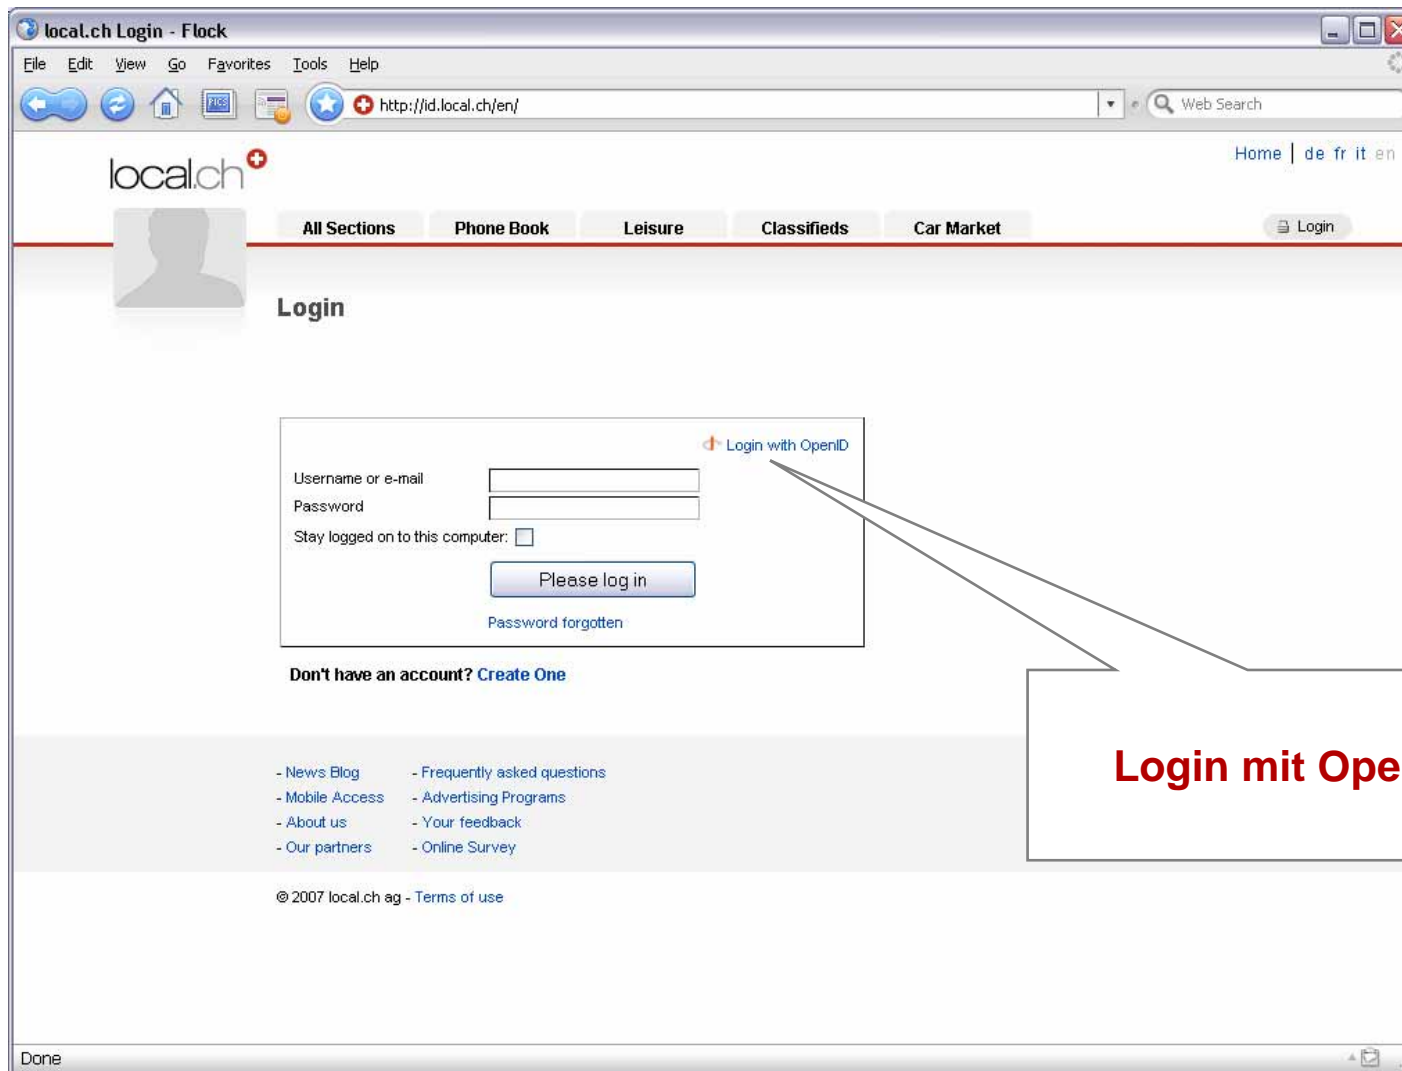 local.ch Login - Flock
File Edit View Go Favorites Tools Help
PICS http://id.local.ch/en/ Web Search
Home | de fr it en
local.ch
All Sections Phone Book Leisure Classifieds Car Market Login
Login
Login with OpenID
Username or e-mail
Password
Stay logged on to this computer:
Please log in
Password forgotten
Don't have an account? Create One
Login mit Ope
- News Blog - Frequently asked questions
- Mobile Access - Advertising Programs
- About us - Your feedback
- Our partners - Online Survey
© 2007 local.ch ag - Terms of use
Done